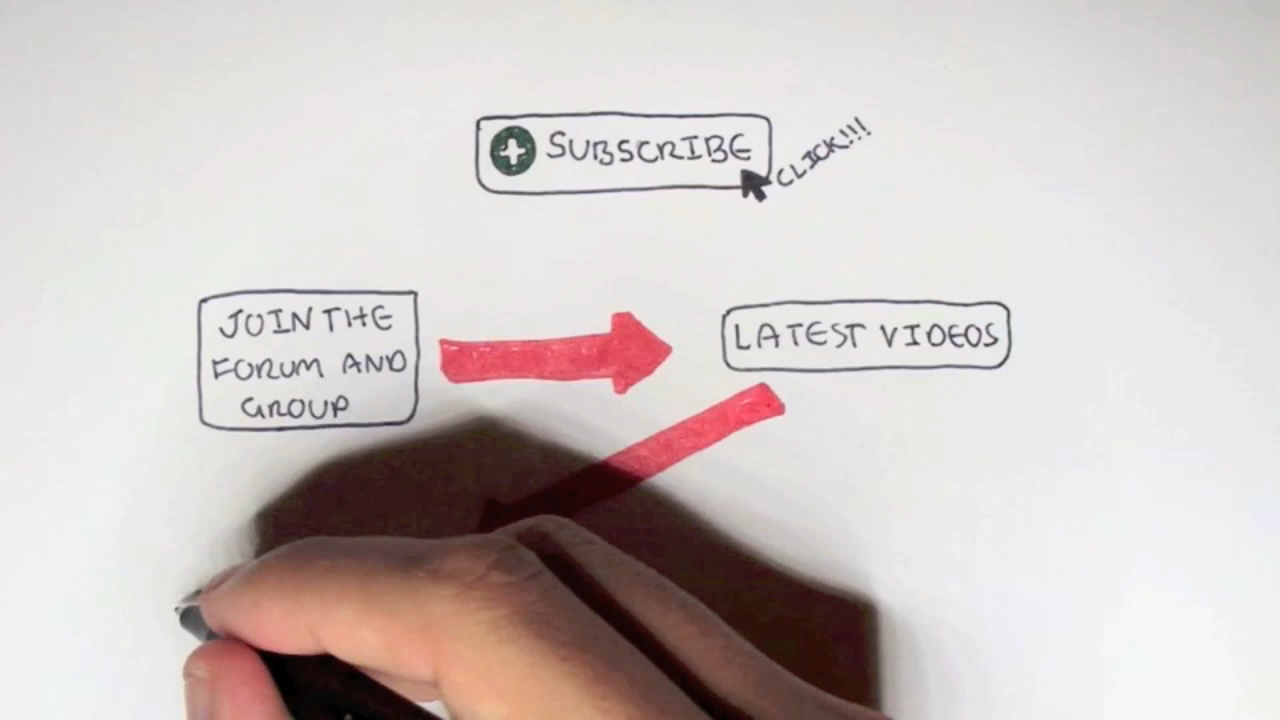 SUBSCRIBE
CLICK!!!
JOIN THE
FORUM AND
GROUP
LATEST VIDEOS